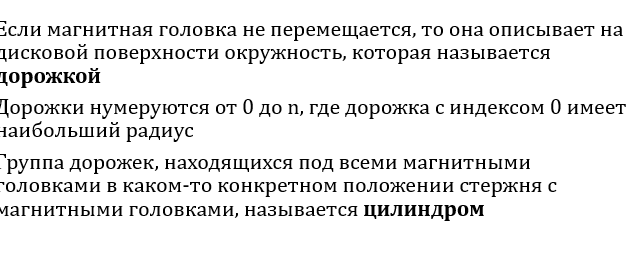 Если магнитная головка не перемещается, то она описывает на
дисковой поверхности окружность, которая называется
дорожкой
Дорожки нумеруются от 0 до n, где дорожка с индексом 0 имеет
наибольший радиус
Группа дорожек, находящихся под всеми магнитными
головками в каком-то конкретном положении стержня с
магнитными головками, называется цилиндром